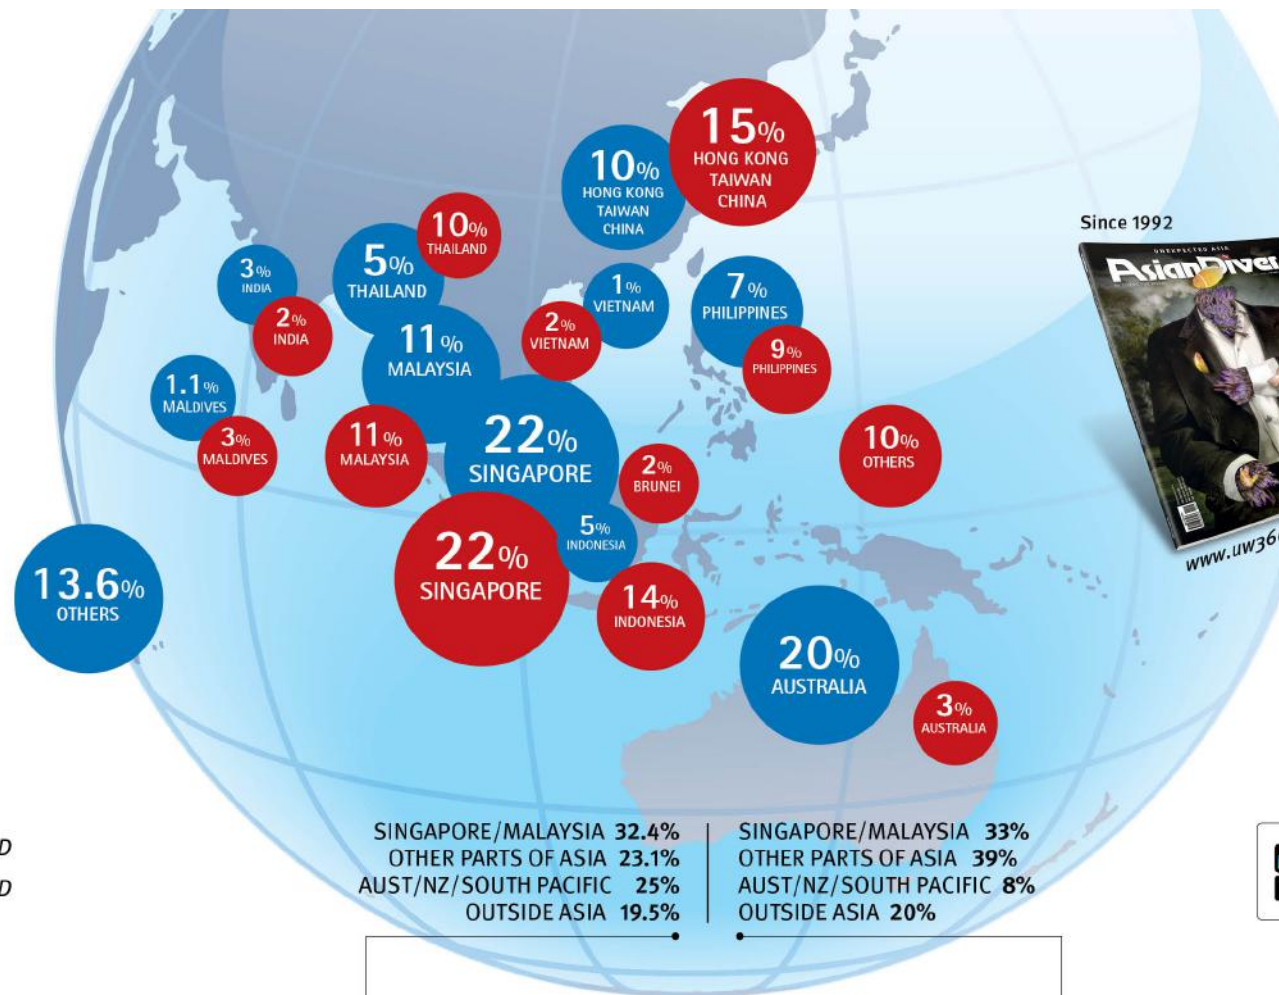 15%
HONG KONG
TAIWAN
CHINA
10%
HONG KONG
TAIWAN
CHINA
10%
THAILAND
5%
THAILAND
3%
INDIA
2%
INDIA
1%
VIETNAM
2%
VIETNAM
7%
PHILIPPINES
9%
PHILIPPINES
11%
MALAYSIA
1.1%
MALDIVES
3%
MALDIVES
11%
MALAYSIA
22%
SINGAPORE
2%
BRUNEI
10%
OTHERS
5%
INDONESIA
22%
SINGAPORE
14%
INDONESIA
13.6%
OTHERS
20%
AUSTRALIA
3%
AUSTRALIA
Since 1992
UNEXPECTED ASIA
AsianDiver
www.uw36
D
D
SINGAPORE/MALAYSIA 32.4%
OTHER PARTS OF ASIA 23.1%
AUST/NZ/SOUTH PACIFIC 25%
OUTSIDE ASIA 19.5%
SINGAPORE/MALAYSIA 33%
OTHER PARTS OF ASIA 39%
AUST/NZ/SOUTH PACIFIC 8%
OUTSIDE ASIA 20%